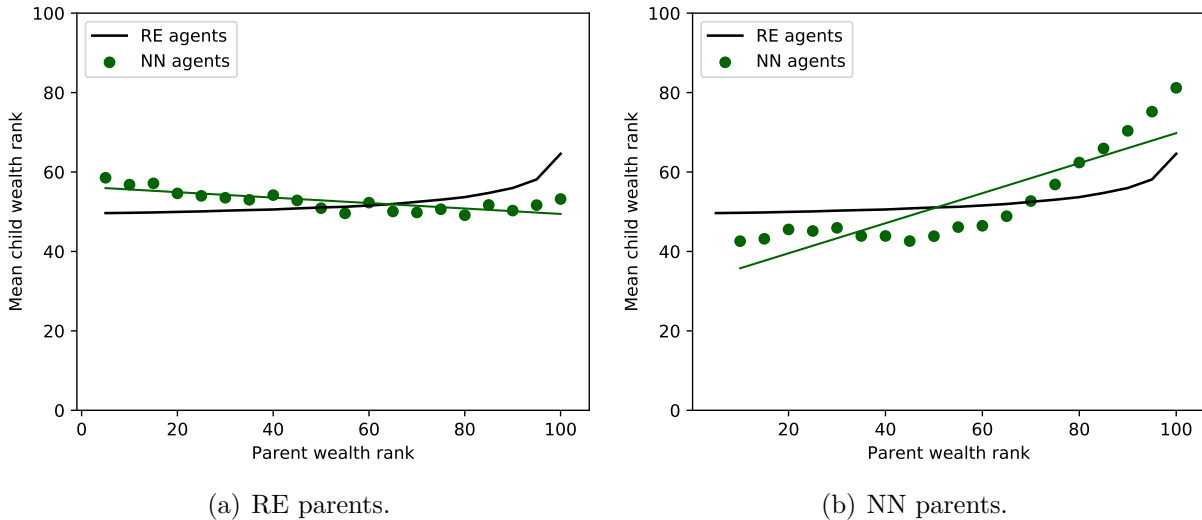 RE agents
NN agents
100
80
60
40
20
0
Mean child wealth rank
0 20 40 60 80 100
Parent wealth rank
(a) RE parents.
RE agents
NN agents
100
80
60
40
20
0
Mean child wealth rank
20 40 60 80 100
Parent wealth rank
(b) NN parents.